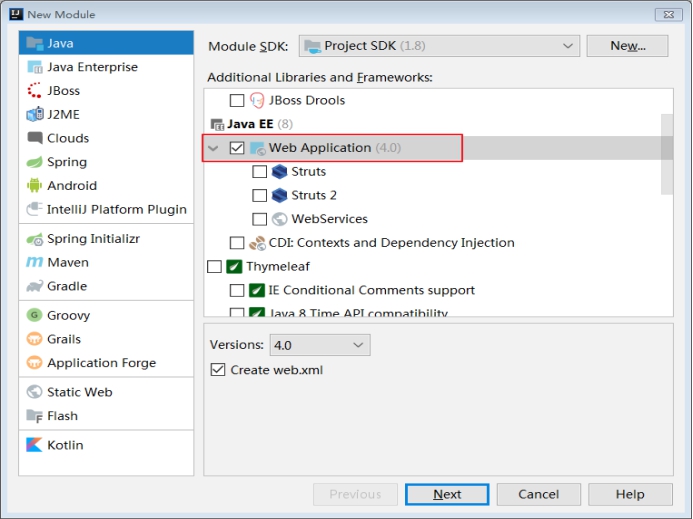 New Module
Java
Java Enterprise
JBoss
J2ME
Clouds
Spring
Android
IntelliJ Platform Plugin
Spring Initializr
Maven
Gradle
Groovy
Grails
Application Forge
Static Web
Flash
Kotlin
Module SDK: Project SDK (1.8) New...
Additional Libraries and Frameworks:
JBoss Drools
Java EE (8)
Web Application (4.0)
Struts
Struts 2
WebServices
CDI: Contexts and Dependency Injection
Thymeleaf
IE Conditional Comments support
Java 8 Time API compatibility
Versions: 4.0
Create web.xml
Previous Next Cancel Help